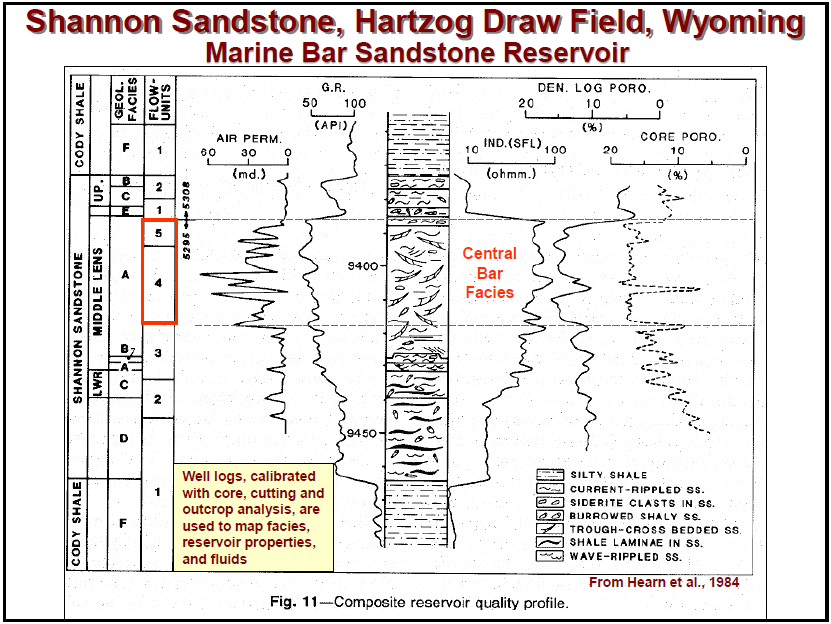 Shannon Sandstone, Hartzog Draw Field, Wyoming
Marine Bar Sandstone Reservoir
CODY SHALE
GEOL. FACIES
FLOW-UNITS
G.R.
50 100
(API)
DEN. LOG PORO.
20 10 0
(%)
AIR PERM.
60 30 0
(md.)
IND.(SFL)
10 100
(ohmm.)
CORE PORO.
20 10 0
(%)
F 1
SHANNON SANDSTONE
UP.
B
C
E
2
1
5295 5308
MIDDLE LENS
A
5
4
9400
Central
Bar
Facies
B
A
3
LWR
C
2
D
9450
1
CODY SHALE
F
Well logs, calibrated
with core, cutting and
outcrop analysis, are
used to map facies,
reservoir properties,
and fluids
SILTY SHALE
CURRENT-RIPPLED SS.
SIDERITE CLASTS IN SS.
BURROWED SHALY SS.
TROUGH-CROSS BEDDED SS.
SHALE LAMINAE IN SS.
WAVE-RIPPLED SS.
From Hearn et al., 1984
Fig. 11—Composite reservoir quality profile.